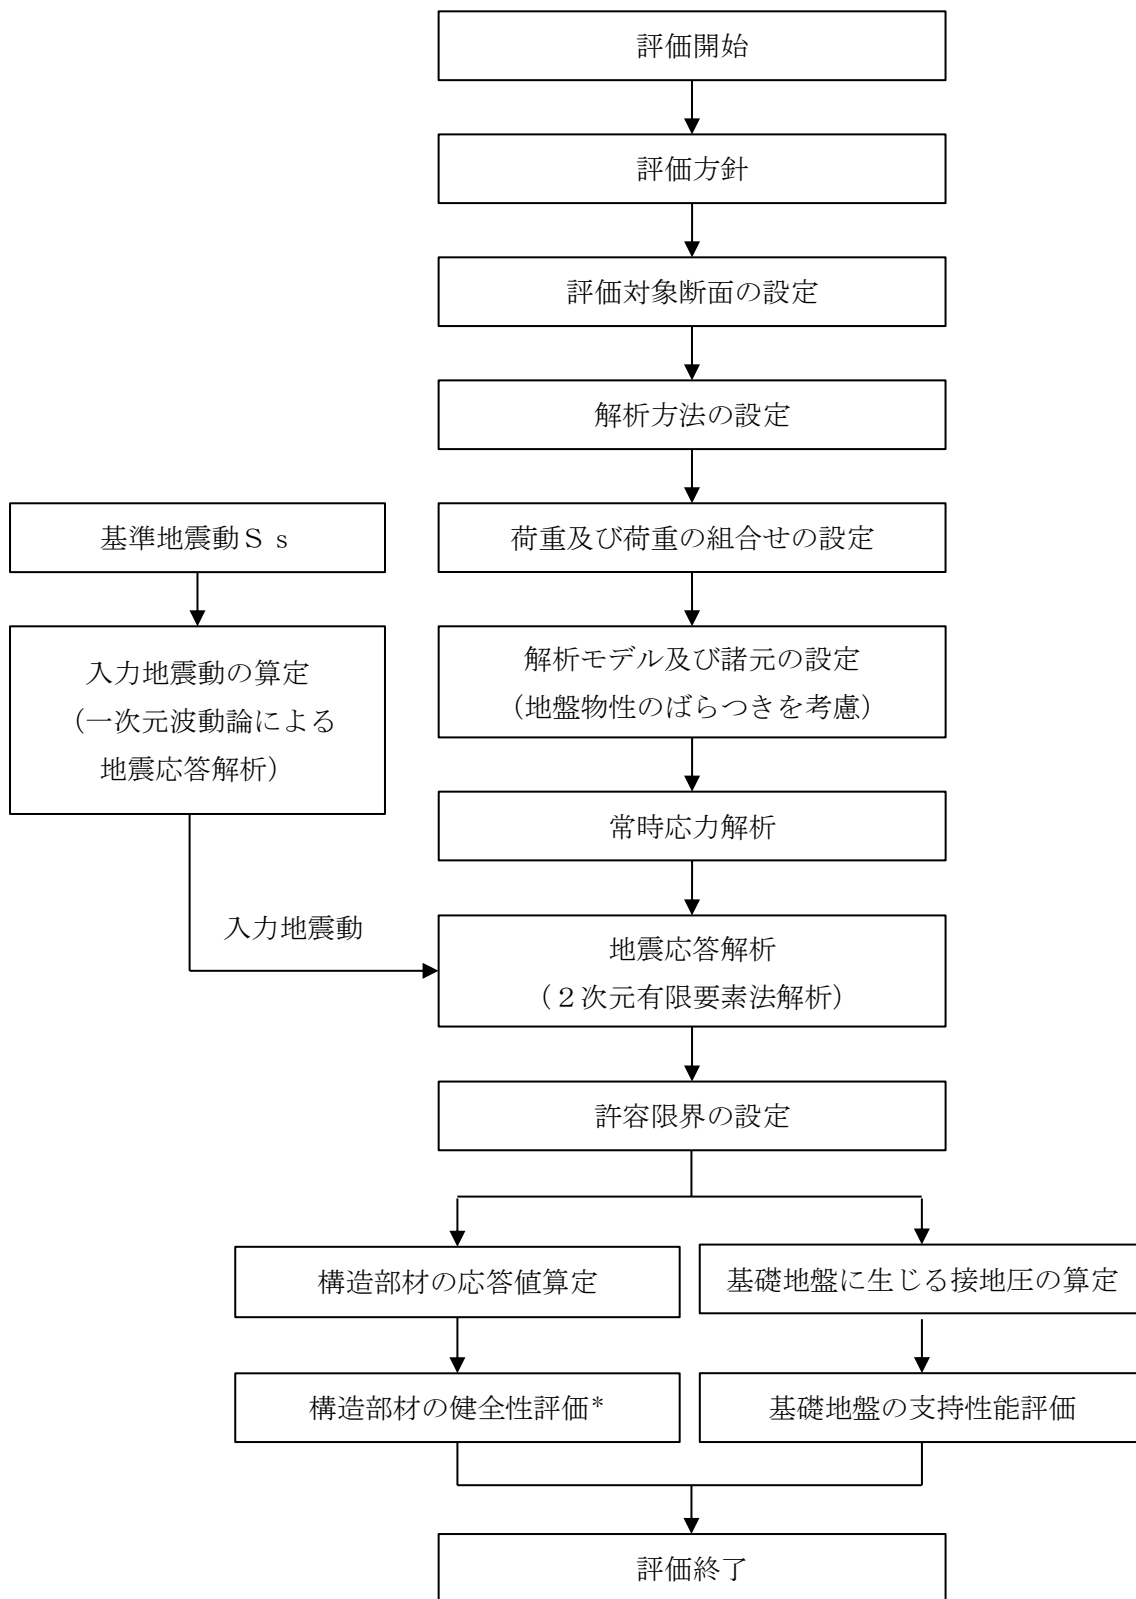 評価開始
評価方針
評価対象断面の設定
解析方法の設定
基準地震動Ｓｓ
荷重及び荷重の組合せの設定
入力地震動の算定
（一次元波動論による
地震応答解析）
解析モデル及び諸元の設定
（地盤物性のばらつきを考慮）
常時応力解析
入力地震動
地震応答解析
（２次元有限要素法解析）
許容限界の設定
構造部材の応答値算定
基礎地盤に生じる接地圧の算定
構造部材の健全性評価*
基礎地盤の支持性能評価
評価終了